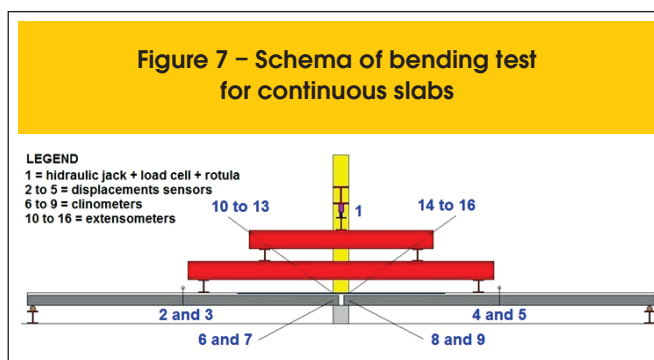 Figure 7 – Schema of bending test
for continuous slabs
LEGEND
1 = hidraulic jack + load cell + rotula
2 to 5 = displacements sensors
6 to 9 = clinometers
10 to 16 = extensometers
10 to 13
1
14 to 16
2 and 3
4 and 5
6 and 7
8 and 9